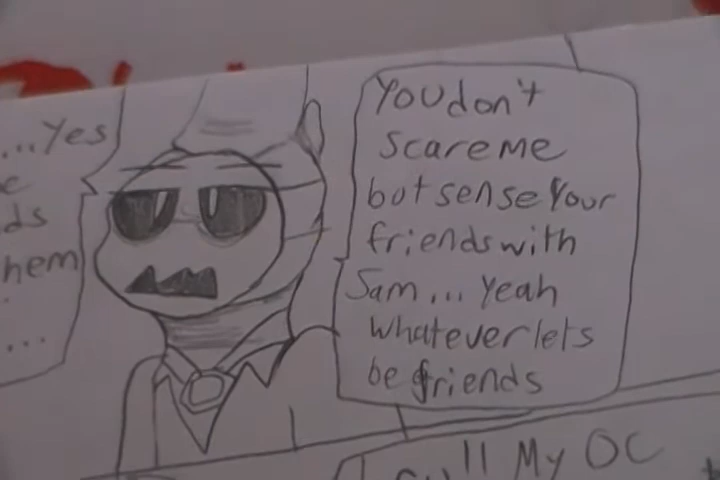 ...Yes
ds
hem
...
You don't
scare me
but sense Your
friends with
Sam... Yeah
whatever lets
be friends
My OC